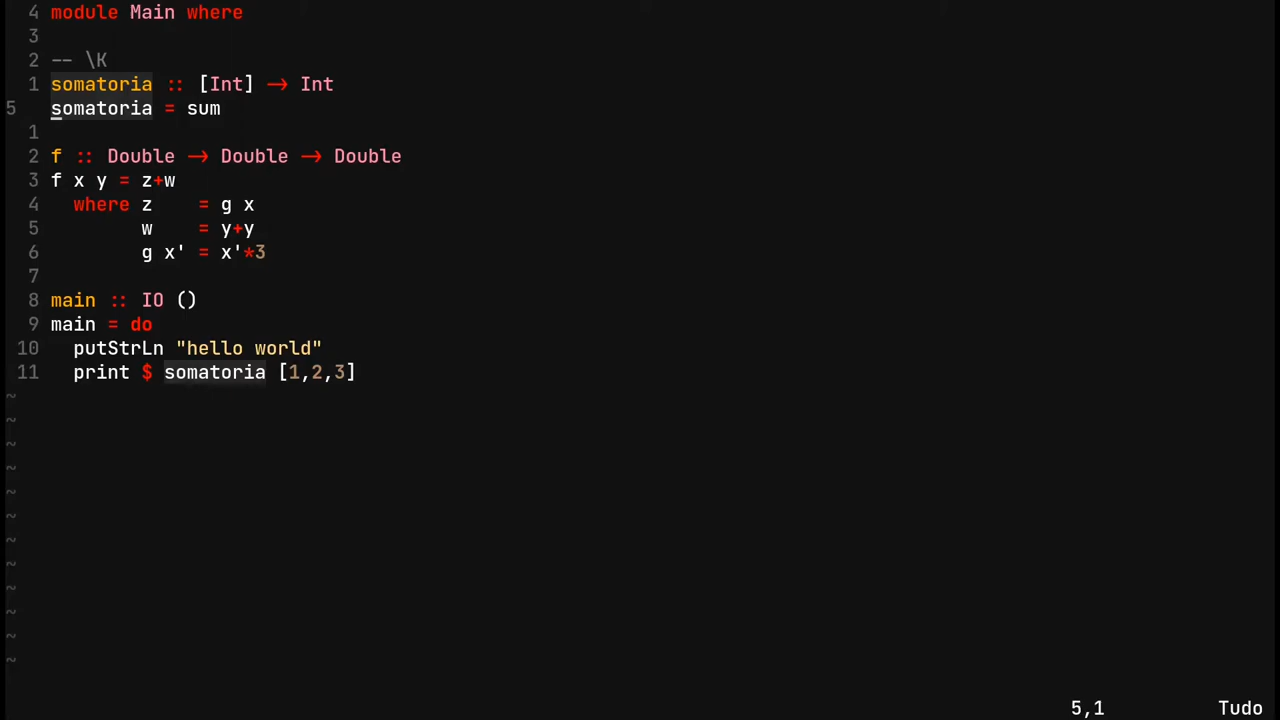 4 module Main where
3
2 -- \K
1 somatoria :: [Int] -> Int
5 somatoria = sum
1
2 f :: Double -> Double -> Double
3 f x y = z+w
4 where z = g x
5 w = y+y
6 g x' = x'*3
7
8 main :: IO ()
9 main = do
10 putStrLn "hello world"
11 print $ somatoria [1,2,3]
~
~
~
~
~
~
~
~
~
~
~
~
5,1 Tudo